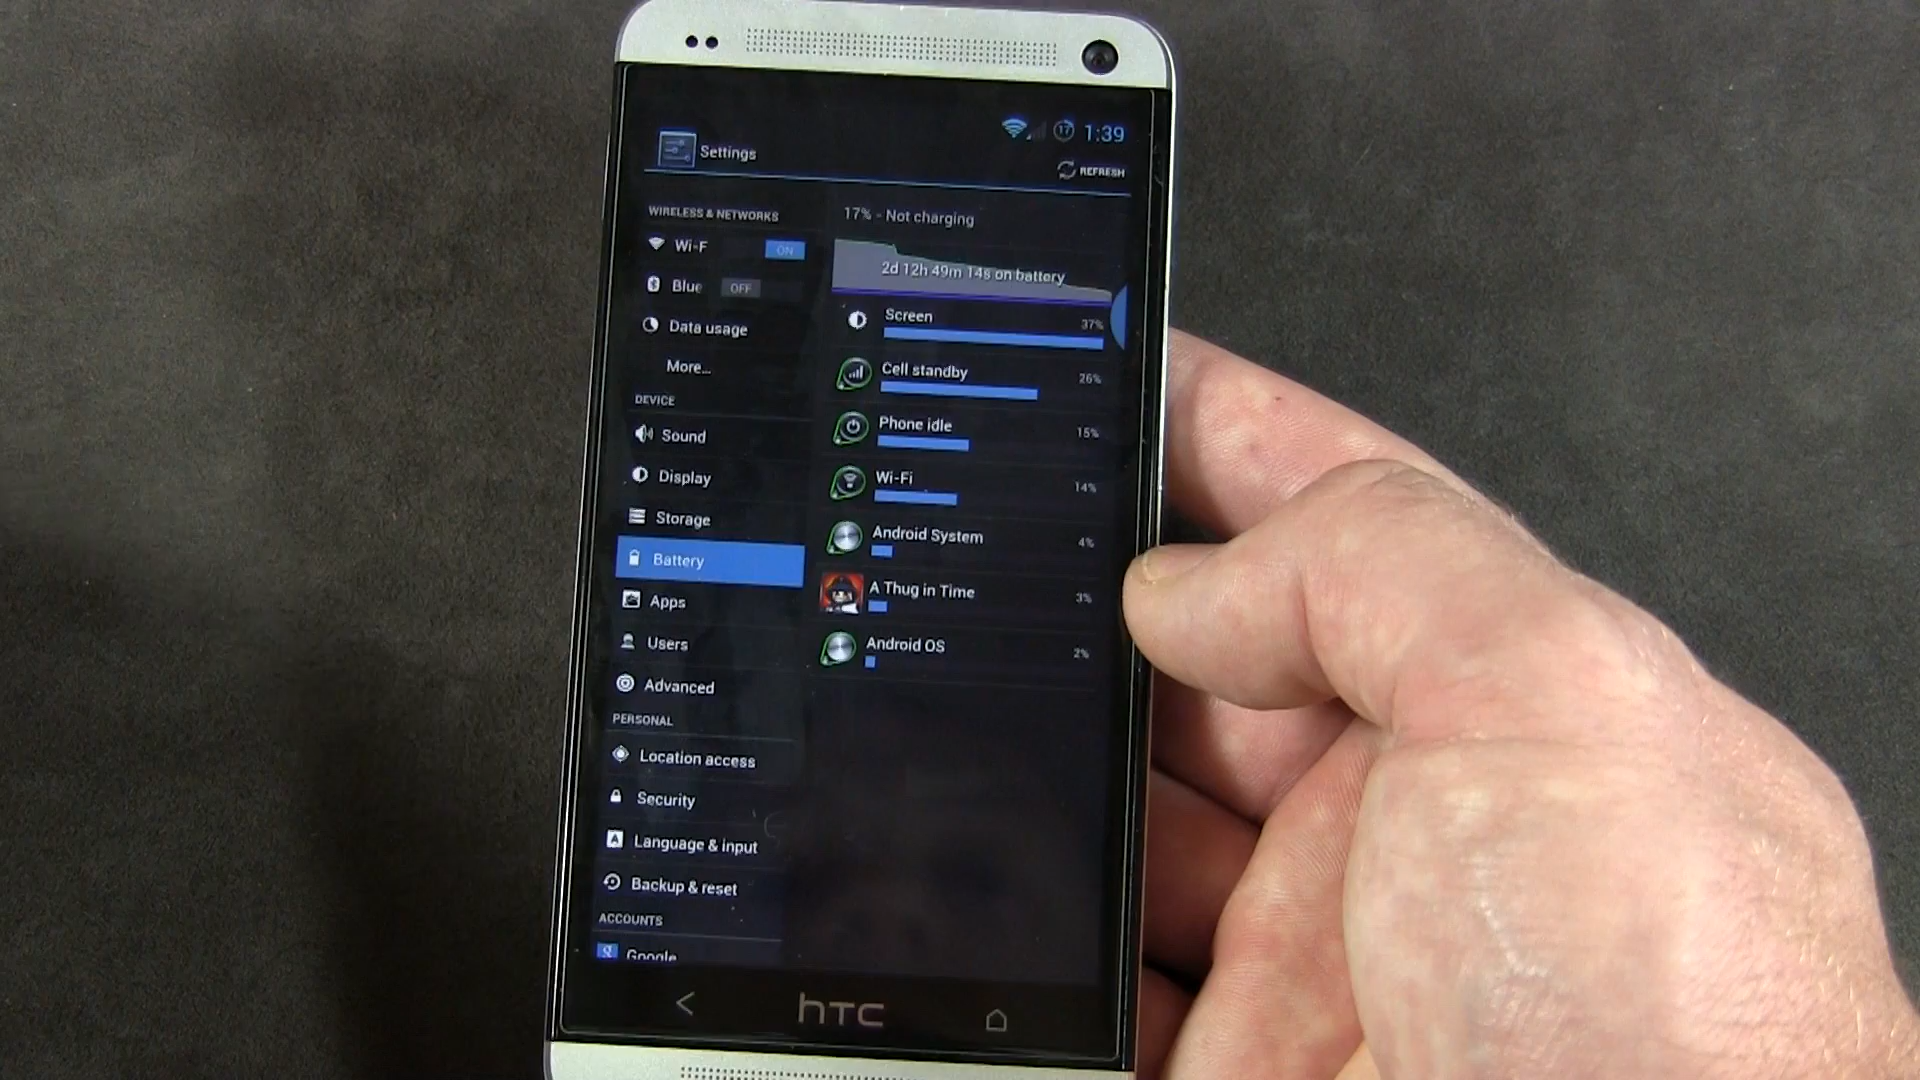 17 1:39
Settings
REFRESH
WIRELESS & NETWORKS
Wi-F ON
Blue OFF
Data usage
More...
DEVICE
Sound
Display
Storage
Battery
Apps
Users
Advanced
PERSONAL
Location access
Security
Language & input
Backup & reset
ACCOUNTS
g Google
17% - Not charging
2d 12h 49m 14s on battery
Screen 37%
Cell standby 26%
Phone idle 15%
Wi-Fi 14%
Android System 4%
A Thug in Time 3%
Android OS 2%
hTC